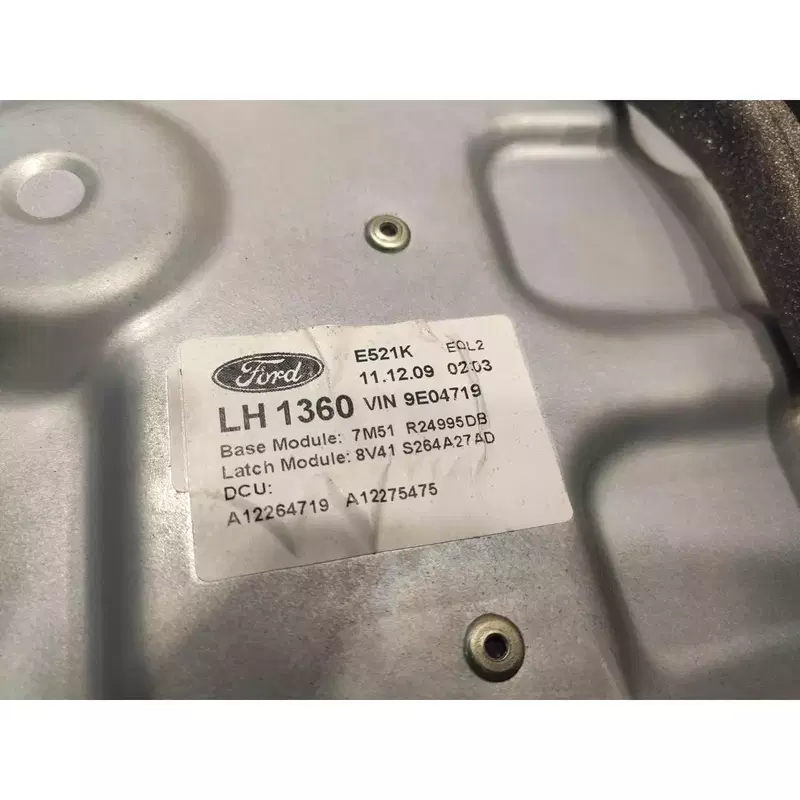 Ford E521K EOL2
11.12.09 02:03
LH 1360 VIN 9E04719
Base Module: 7M51 R24995DB
Latch Module: 8V41 S264A27AD
DCU:
A12264719 A12275475